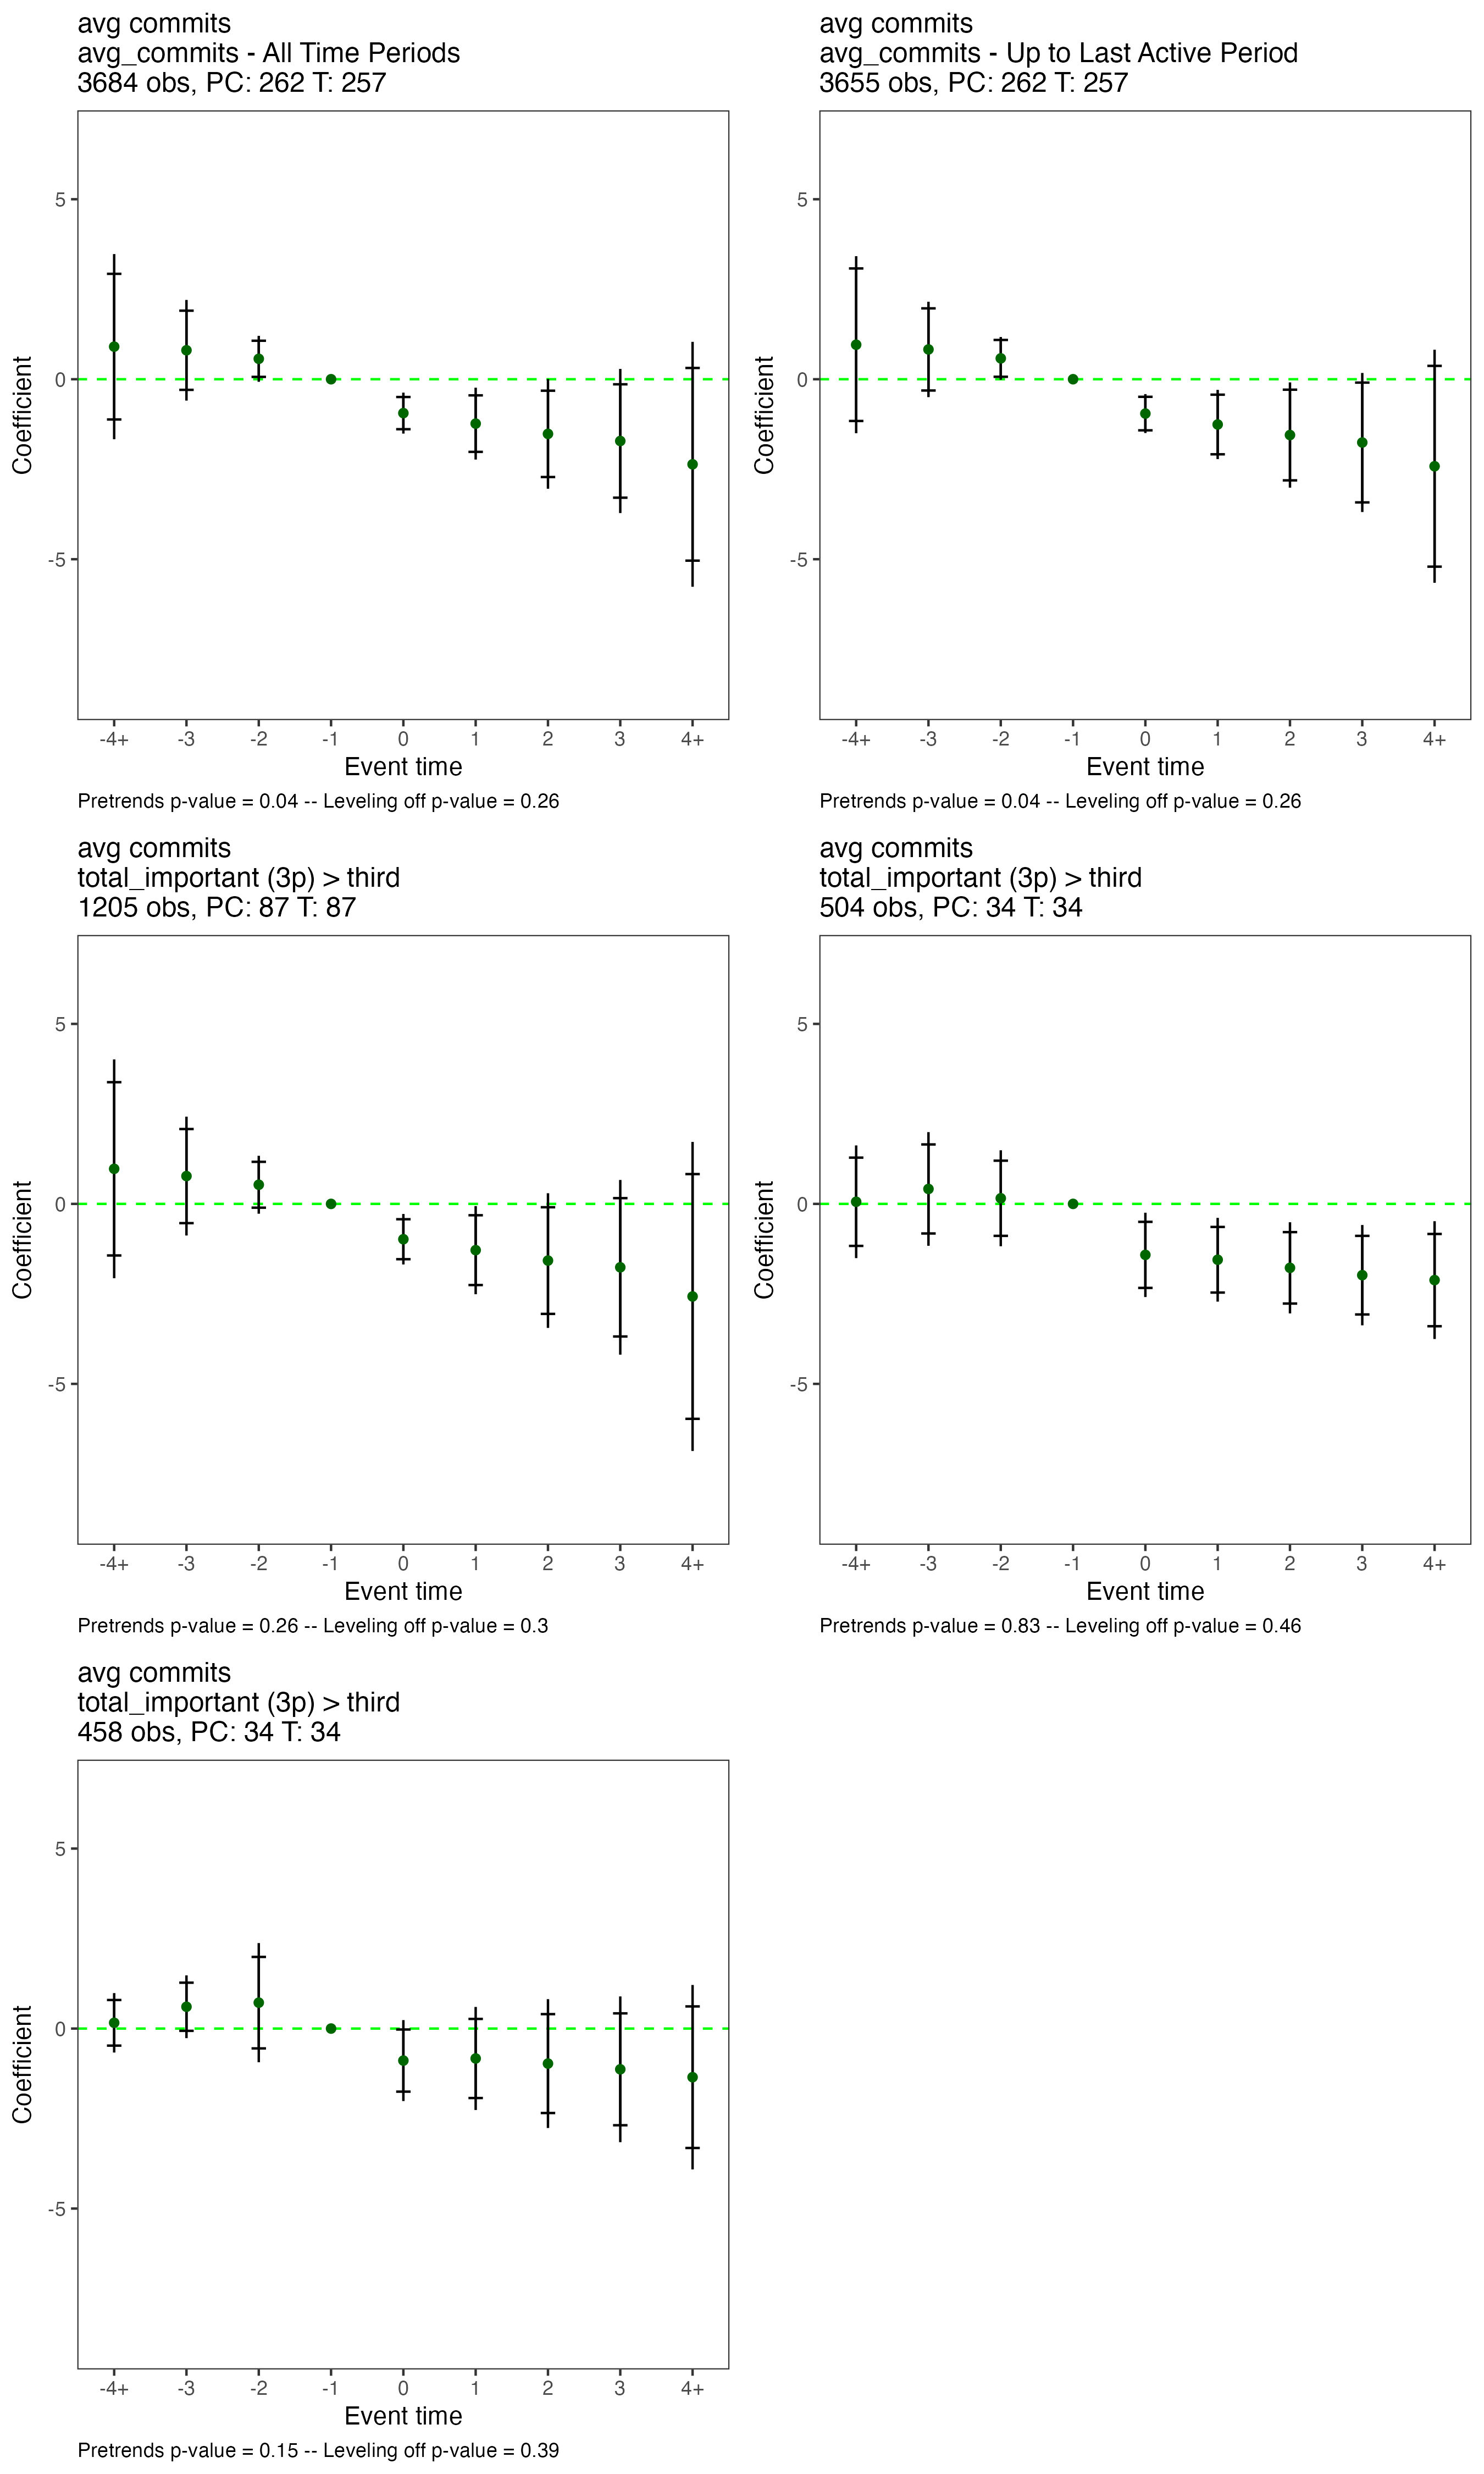 avg commits
avg_commits - All Time Periods
3684 obs, PC: 262 T: 257
5
0
-5
Coefficient
-4+ -3 -2 -1 0 1 2 3 4+
Event time
Pretrends p-value = 0.04 -- Leveling off p-value = 0.26
avg commits
avg_commits - Up to Last Active Period
3655 obs, PC: 262 T: 257
5
0
-5
Coefficient
-4+ -3 -2 -1 0 1 2 3 4+
Event time
Pretrends p-value = 0.04 -- Leveling off p-value = 0.26
avg commits
total_important (3p) > third
1205 obs, PC: 87 T: 87
5
0
-5
Coefficient
-4+ -3 -2 -1 0 1 2 3 4+
Event time
Pretrends p-value = 0.26 -- Leveling off p-value = 0.3
avg commits
total_important (3p) > third
504 obs, PC: 34 T: 34
5
0
-5
Coefficient
-4+ -3 -2 -1 0 1 2 3 4+
Event time
Pretrends p-value = 0.83 -- Leveling off p-value = 0.46
avg commits
total_important (3p) > third
458 obs, PC: 34 T: 34
5
0
-5
Coefficient
-4+ -3 -2 -1 0 1 2 3 4+
Event time
Pretrends p-value = 0.15 -- Leveling off p-value = 0.39